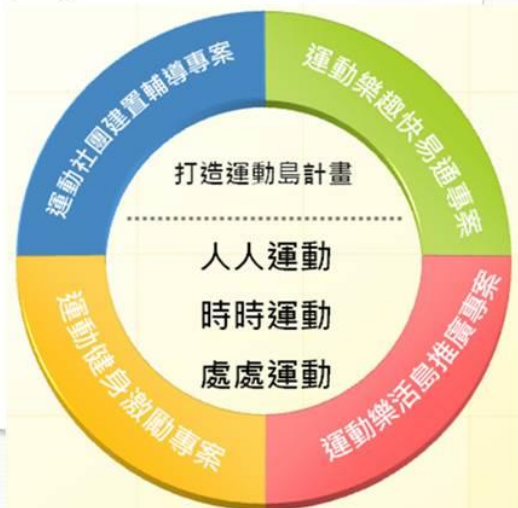 運動社團建置輔導專案
運動樂趣快易通專案
打造運動島計畫
人人運動
時時運動
處處運動
運動健身激勵專案
運動樂活島推廣專案